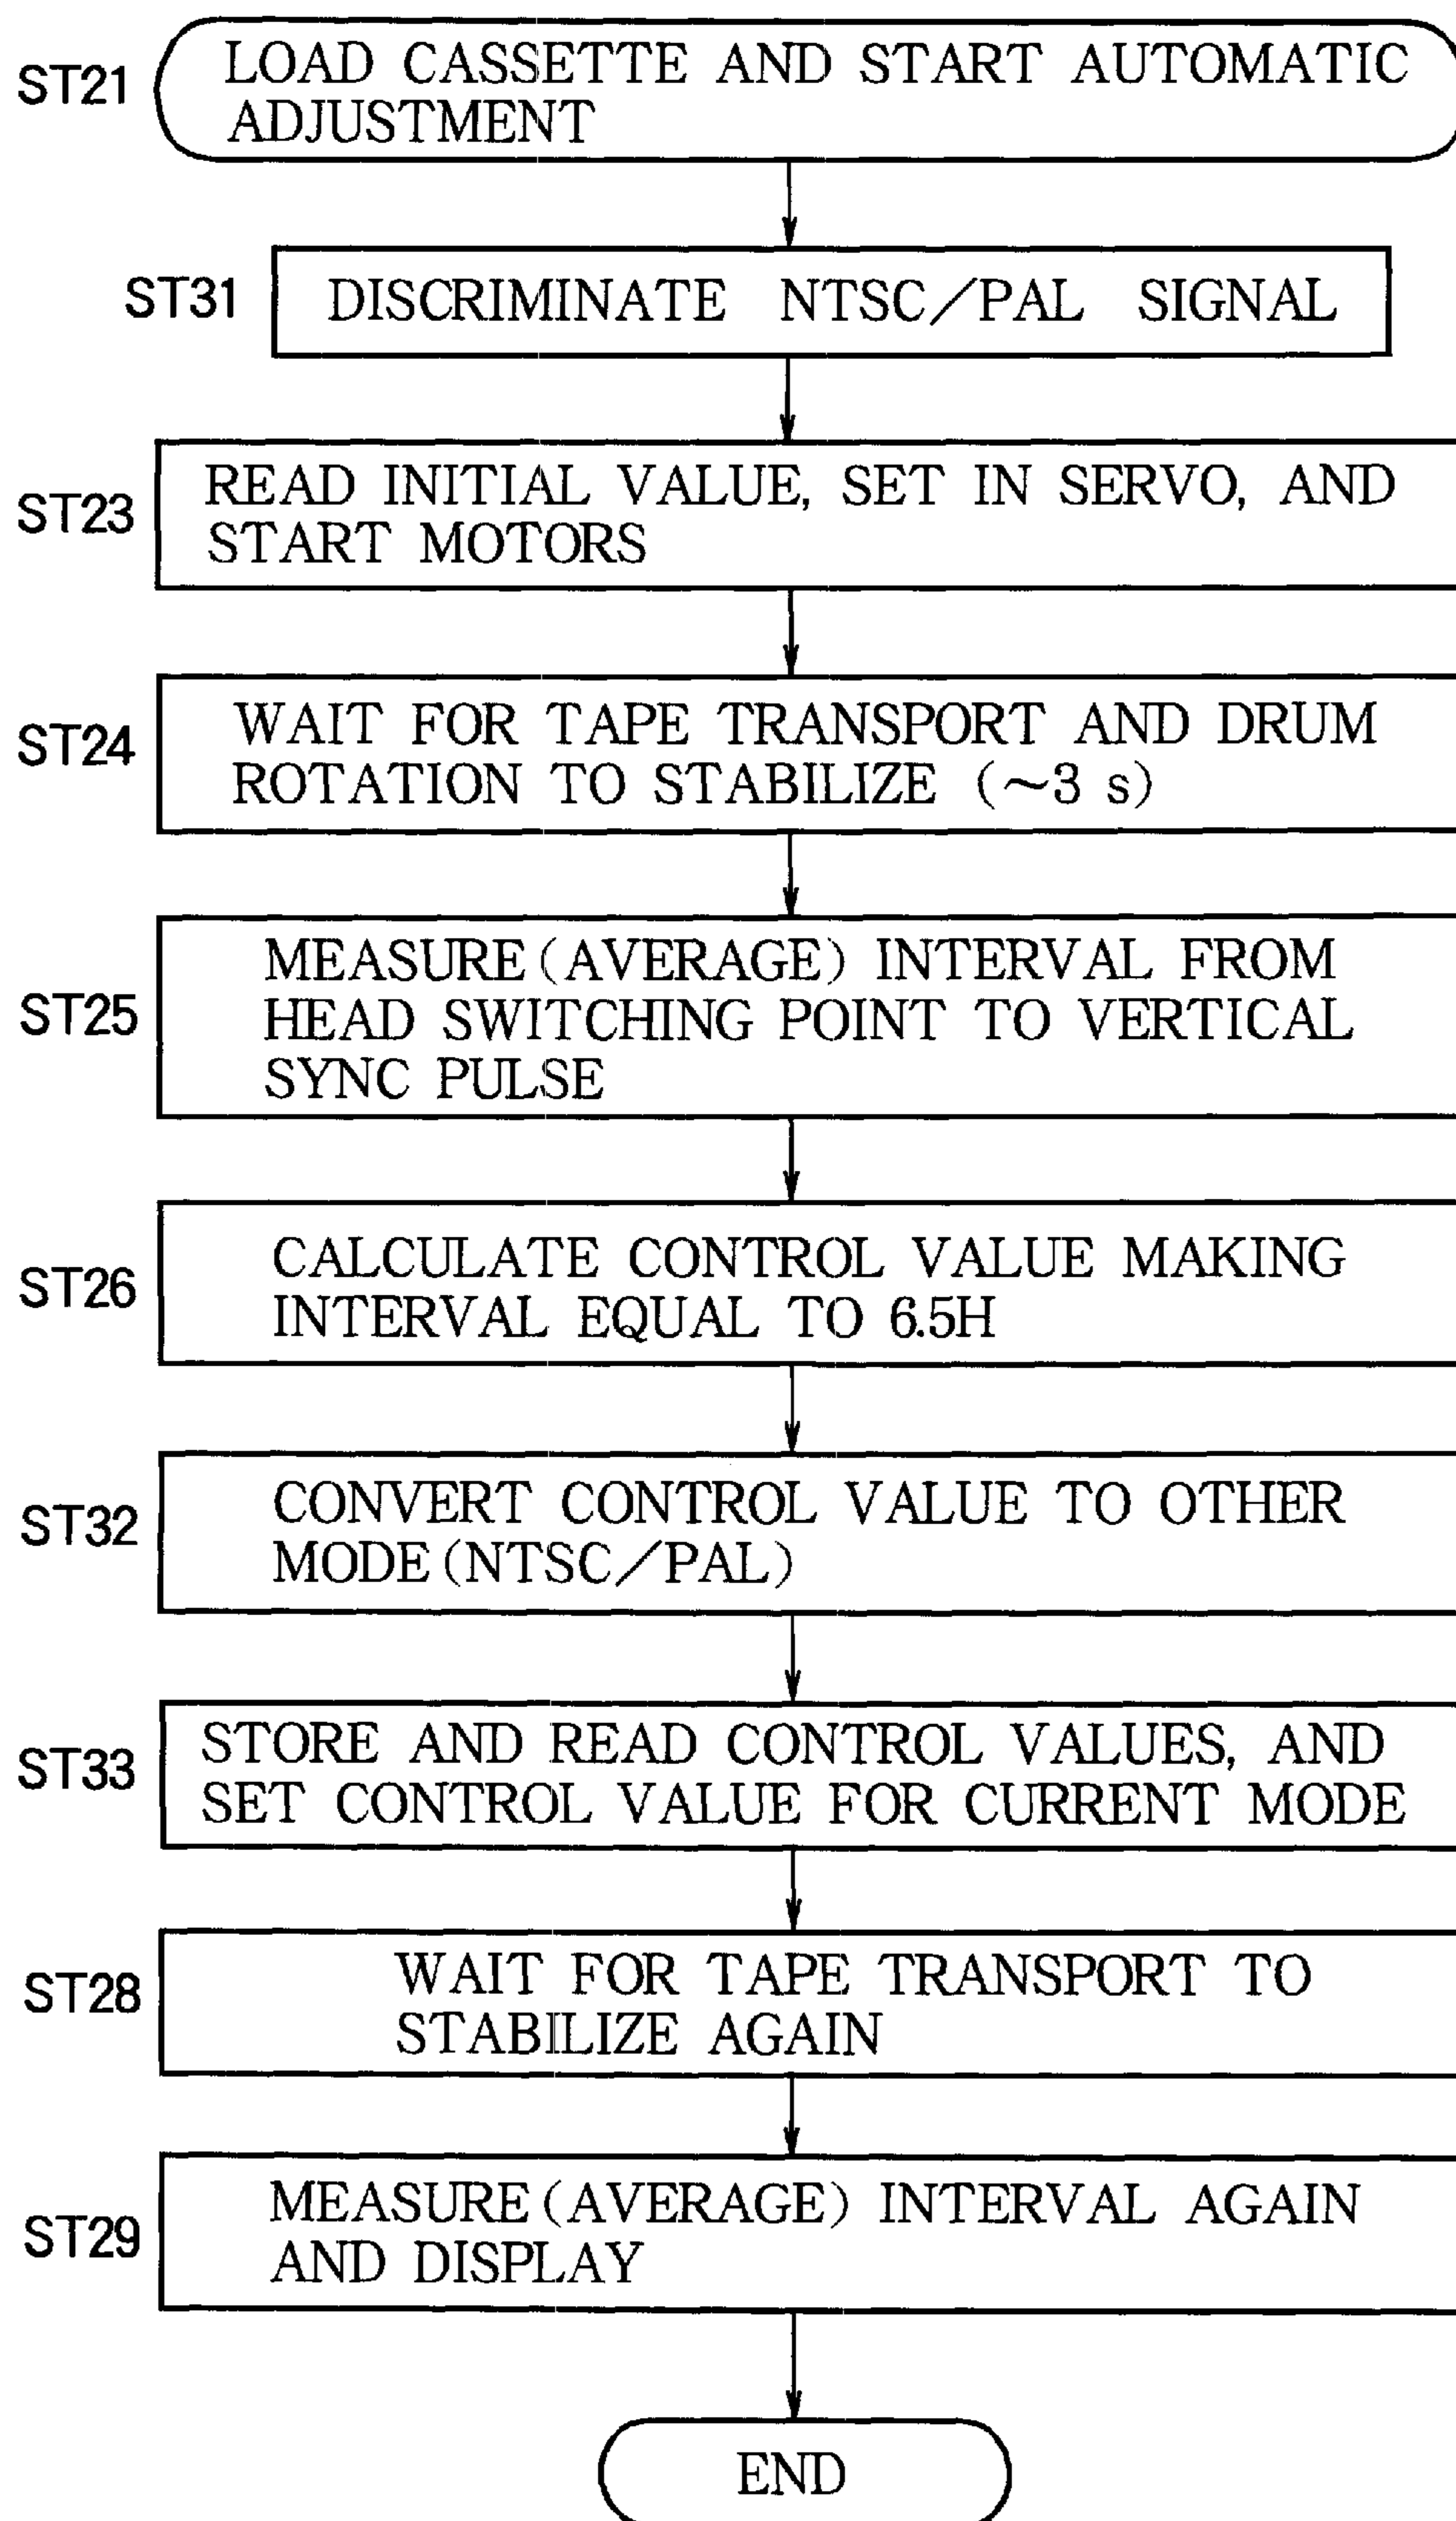 ST21
LOAD CASSETTE AND START AUTOMATIC
ADJUSTMENT
ST31
DISCRIMINATE NTSC/PAL SIGNAL
ST23
READ INITIAL VALUE, SET IN SERVO, AND
START MOTORS
ST24
WAIT FOR TAPE TRANSPORT AND DRUM
ROTATION TO STABILIZE (~3 s)
ST25
MEASURE (AVERAGE) INTERVAL FROM
HEAD SWITCHING POINT TO VERTICAL
SYNC PULSE
ST26
CALCULATE CONTROL VALUE MAKING
INTERVAL EQUAL TO 6.5H
ST32
CONVERT CONTROL VALUE TO OTHER
MODE (NTSC/PAL)
ST33
STORE AND READ CONTROL VALUES, AND
SET CONTROL VALUE FOR CURRENT MODE
ST28
WAIT FOR TAPE TRANSPORT TO
STABILIZE AGAIN
ST29
MEASURE (AVERAGE) INTERVAL AGAIN
AND DISPLAY
END